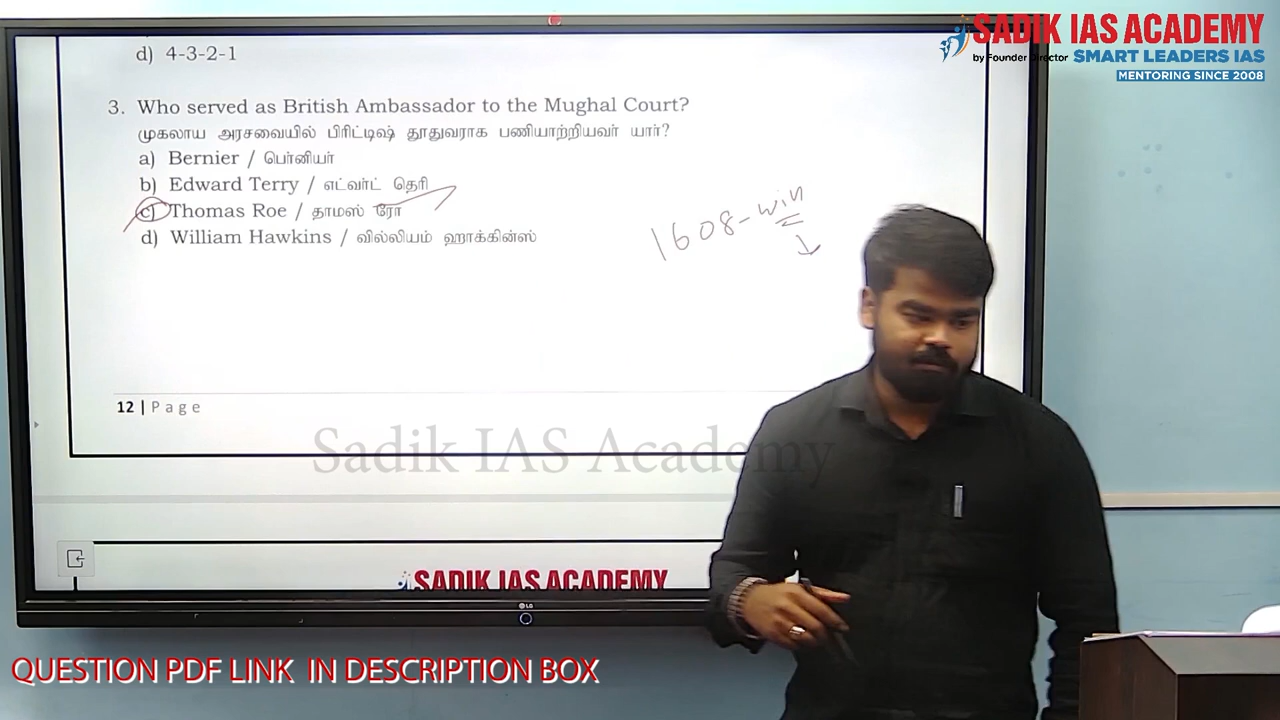 SADIK IAS ACADEMY
by Founder Director SMART LEADERS IAS
MENTORING SINCE 2008
d) 4-3-2-1
3. Who served as British Ambassador to the Mughal Court?
முகலாய அரசவையில் பிரிட்டிஷ் தூதுவராக பணியாற்றியவர் யார்?
a) Bernier / பெர்னியர்
b) Edward Terry / எட்வர்ட் தெரி
c) Thomas Roe / தாமஸ் ரோ
d) William Hawkins / வில்லியம் ஹாக்கின்ஸ்
1608-win
12 | Page
Sadik IAS Academy
SADIK IAS ACADEMY
LG
QUESTION PDF LINK IN DESCRIPTION BOX